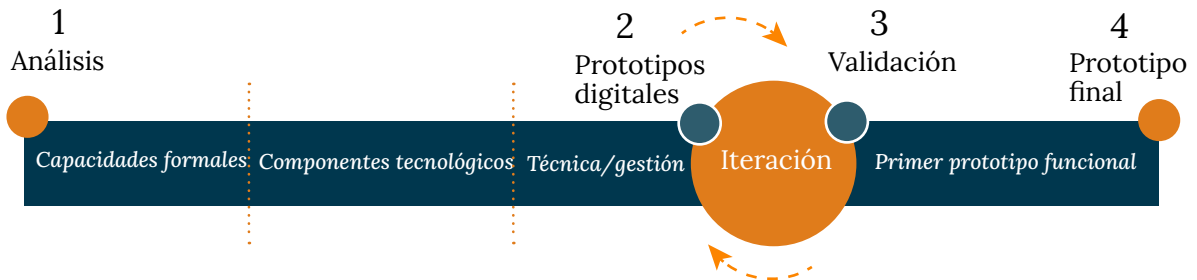 1
Análisis
2
Prototipos
digitales
3
Validación
4
Prototipo
final
Capacidades formales
Componentes tecnológicos
Técnica/gestión
Iteración
Primer prototipo funcional